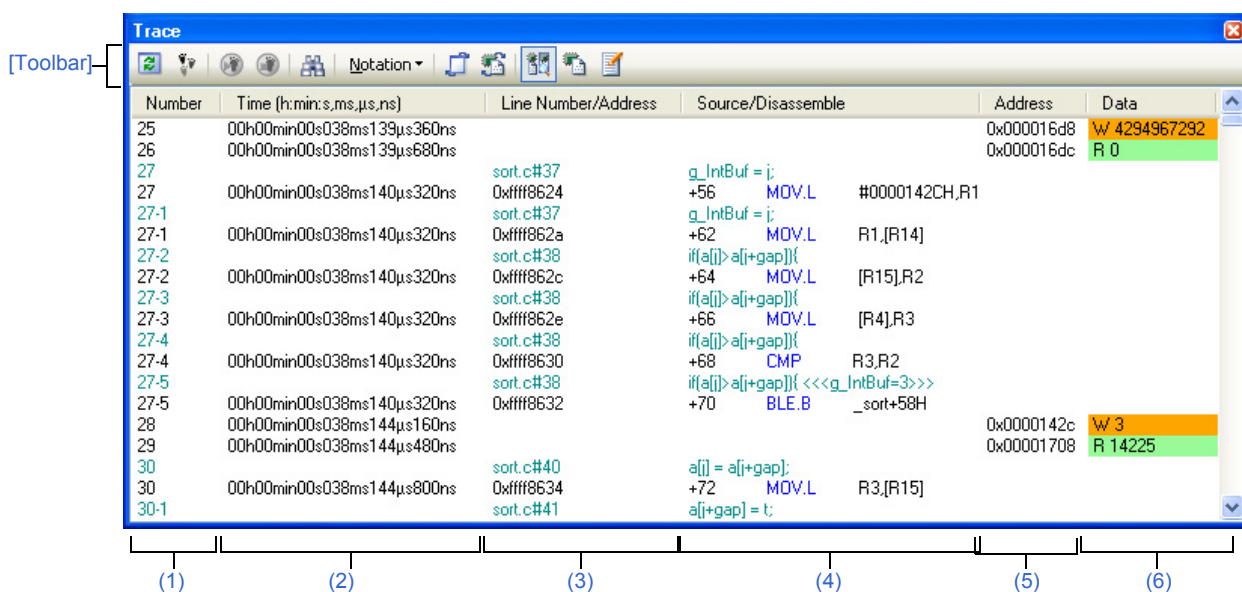 Trace
[Toolbar]
Notation
Number Time (h:min:s,ms,µs,ns) Line Number/Address Source/Disassemble Address Data
25 00h00min00s038ms139µs360ns 0x000016d8 W 4294967292
26 00h00min00s038ms139µs680ns 0x000016dc R 0
27 sort.c#37 g_IntBuf = j;
27 00h00min00s038ms140µs320ns 0xffff8624 +56 MOV.L #0000142CH,R1
27-1 sort.c#37 g_IntBuf = j;
27-1 00h00min00s038ms140µs320ns 0xffff862a +62 MOV.L R1,[R14]
27-2 sort.c#38 if(a[j]>a[j+gap]){
27-2 00h00min00s038ms140µs320ns 0xffff862c +64 MOV.L [R15],R2
27-3 sort.c#38 if(a[j]>a[j+gap]){
27-3 00h00min00s038ms140µs320ns 0xffff862e +66 MOV.L [R4],R3
27-4 sort.c#38 if(a[j]>a[j+gap]){
27-4 00h00min00s038ms140µs320ns 0xffff8630 +68 CMP R3,R2
27-5 sort.c#38 if(a[j]>a[j+gap]){ <<<g_IntBuf=3>>>
27-5 00h00min00s038ms140µs320ns 0xffff8632 +70 BLE.B _sort+58H
28 00h00min00s038ms144µs160ns 0x0000142c W 3
29 00h00min00s038ms144µs480ns 0x00001708 R 14225
30 sort.c#40 a[j] = a[j+gap];
30 00h00min00s038ms144µs800ns 0xffff8634 +72 MOV.L R3,[R15]
30-1 sort.c#41 a[j+gap] = t;
(1) (2) (3) (4) (5) (6)